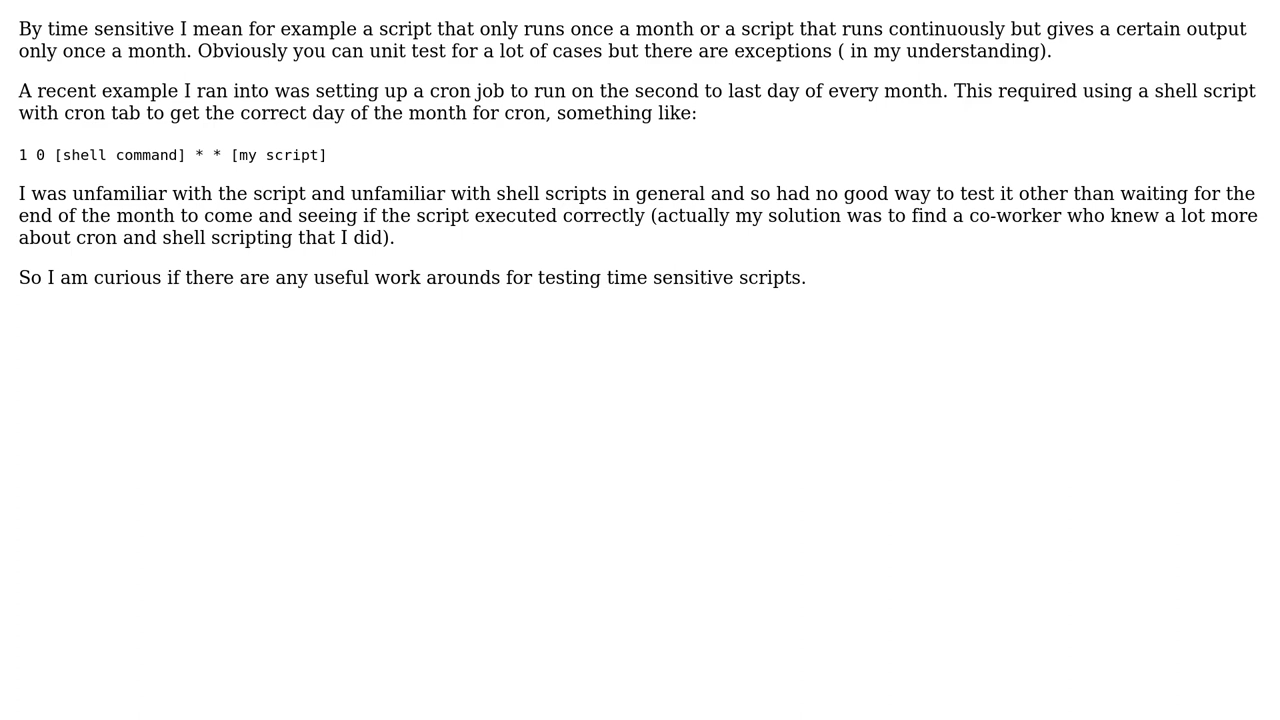 By time sensitive I mean for example a script that only runs once a month or a script that runs continuously but gives a certain output
only once a month. Obviously you can unit test for a lot of cases but there are exceptions ( in my understanding).
A recent example I ran into was setting up a cron job to run on the second to last day of every month. This required using a shell script
with cron tab to get the correct day of the month for cron, something like:
1 0 [shell command] * * [my script]
I was unfamiliar with the script and unfamiliar with shell scripts in general and so had no good way to test it other than waiting for the
end of the month to come and seeing if the script executed correctly (actually my solution was to find a co-worker who knew a lot more
about cron and shell scripting that I did).
So I am curious if there are any useful work arounds for testing time sensitive scripts.